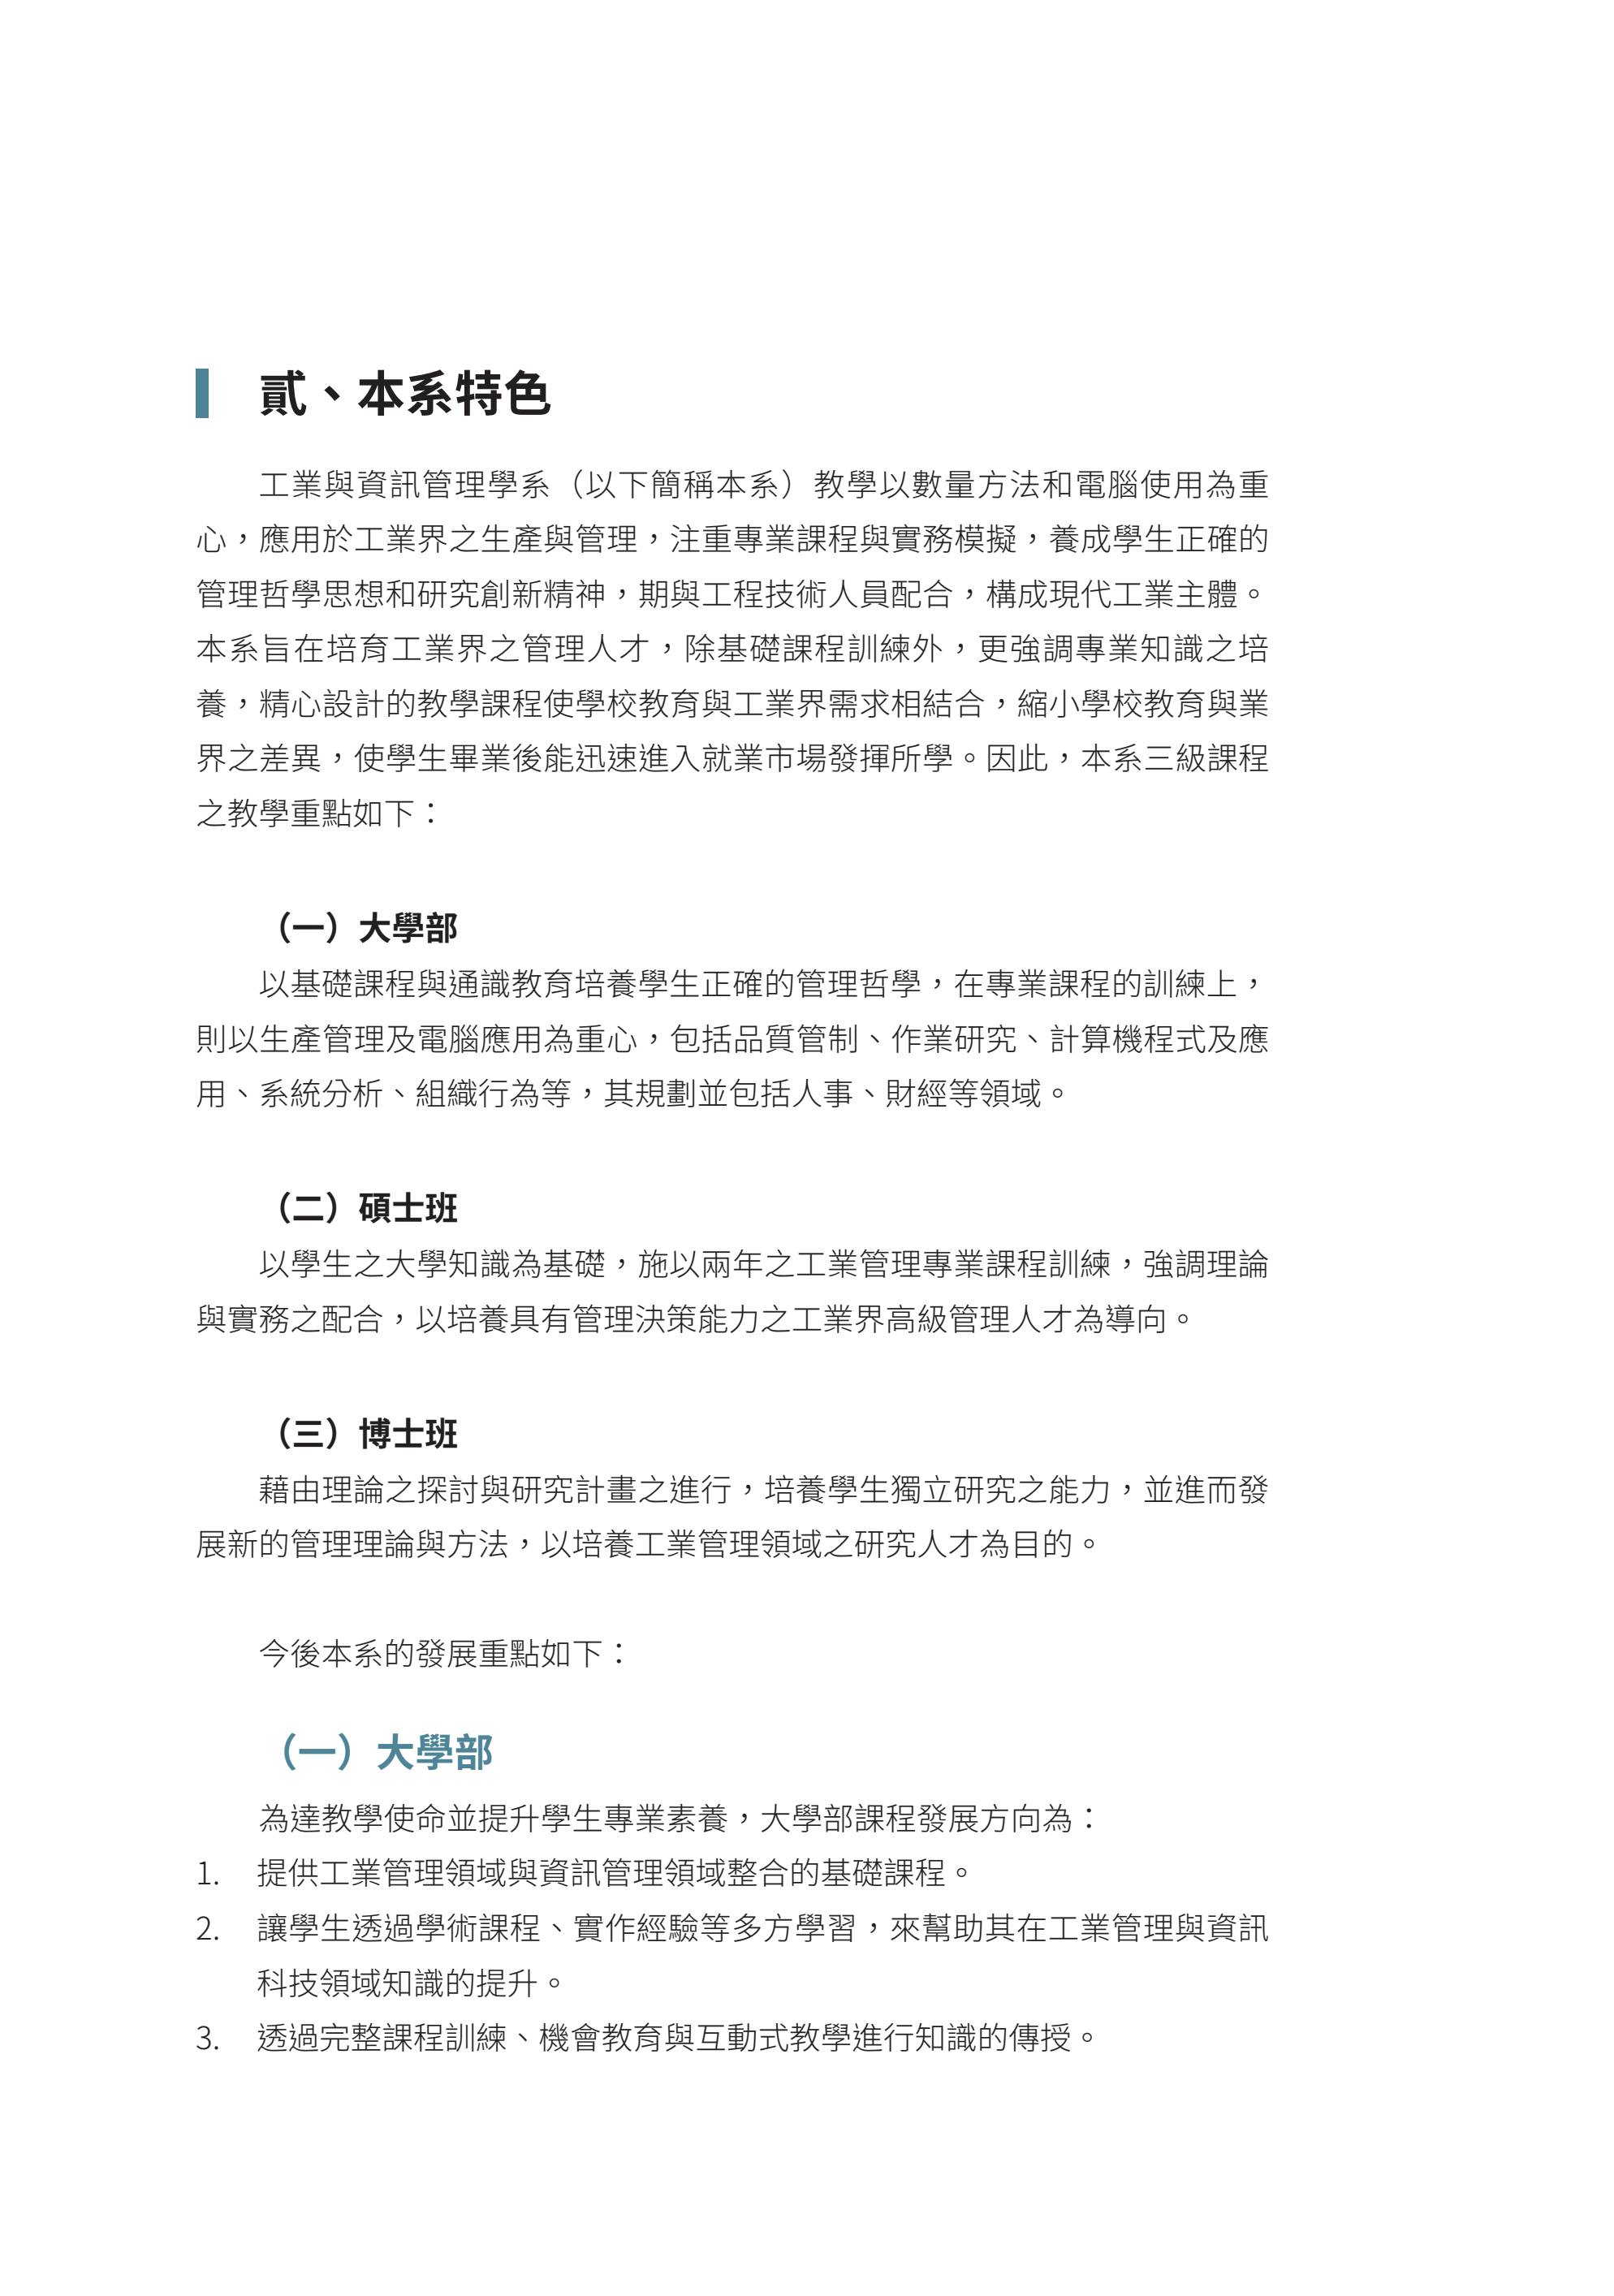 貳、本系特色
工業與資訊管理學系（以下簡稱本系）教學以數量方法和電腦使用為重
心，應用於工業界之生產與管理，注重專業課程與實務模擬，養成學生正確的
管理哲學思想和研究創新精神，期與工程技術人員配合，構成現代工業主體。
本系旨在培育工業界之管理人才，除基礎課程訓練外，更強調專業知識之培
養，精心設計的教學課程使學校教育與工業界需求相結合，縮小學校教育與業
界之差異，使學生畢業後能迅速進入就業市場發揮所學。因此，本系三級課程
之教學重點如下：
（一）大學部
以基礎課程與通識教育培養學生正確的管理哲學，在專業課程的訓練上，
則以生產管理及電腦應用為重心，包括品質管制、作業研究、計算機程式及應
用、系統分析、組織行為等，其規劃並包括人事、財經等領域。
（二）碩士班
以學生之大學知識為基礎，施以兩年之工業管理專業課程訓練，強調理論
與實務之配合，以培養具有管理決策能力之工業界高級管理人才為導向。
（三）博士班
藉由理論之探討與研究計畫之進行，培養學生獨立研究之能力，並進而發
展新的管理理論與方法，以培養工業管理領域之研究人才為目的。
今後本系的發展重點如下：
（一）大學部
為達教學使命並提升學生專業素養，大學部課程發展方向為：
1. 提供工業管理領域與資訊管理領域整合的基礎課程。
2. 讓學生透過學術課程、實作經驗等多方學習，來幫助其在工業管理與資訊
科技領域知識的提升。
3. 透過完整課程訓練、機會教育與互動式教學進行知識的傳授。